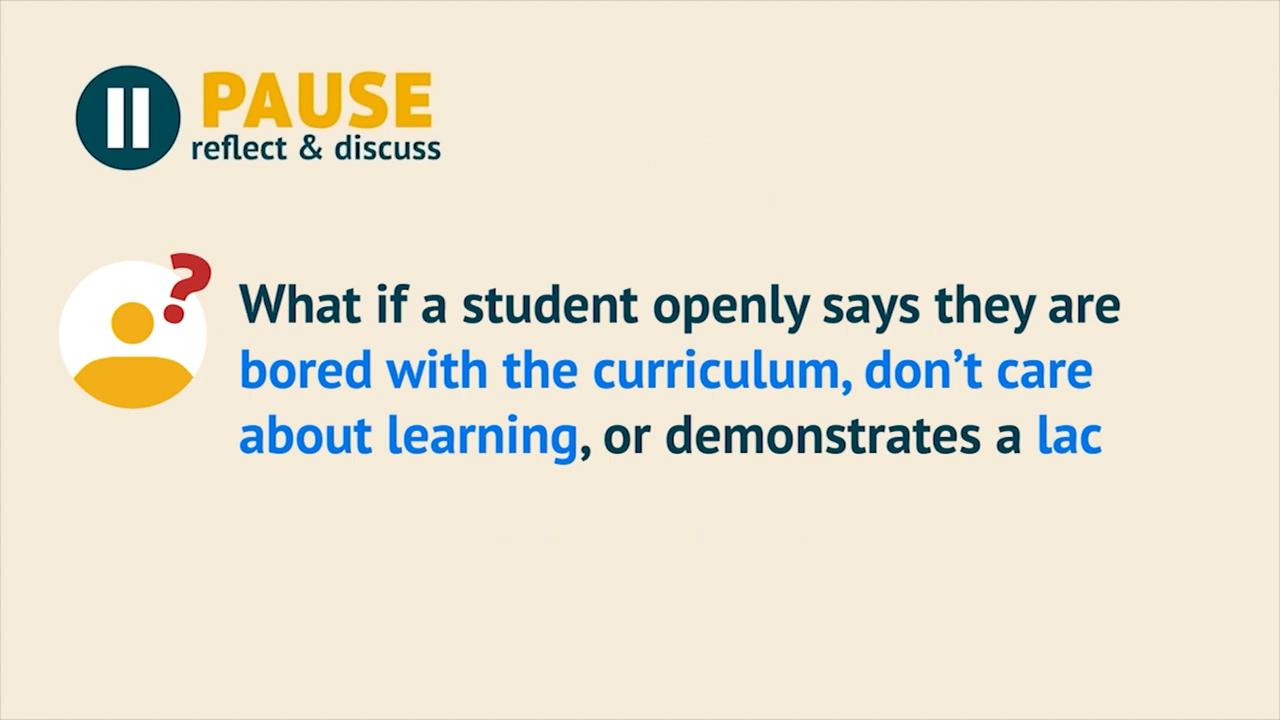 PAUSE
reflect & discuss
?
What if a student openly says they are
bored with the curriculum, don’t care
about learning, or demonstrates a lac